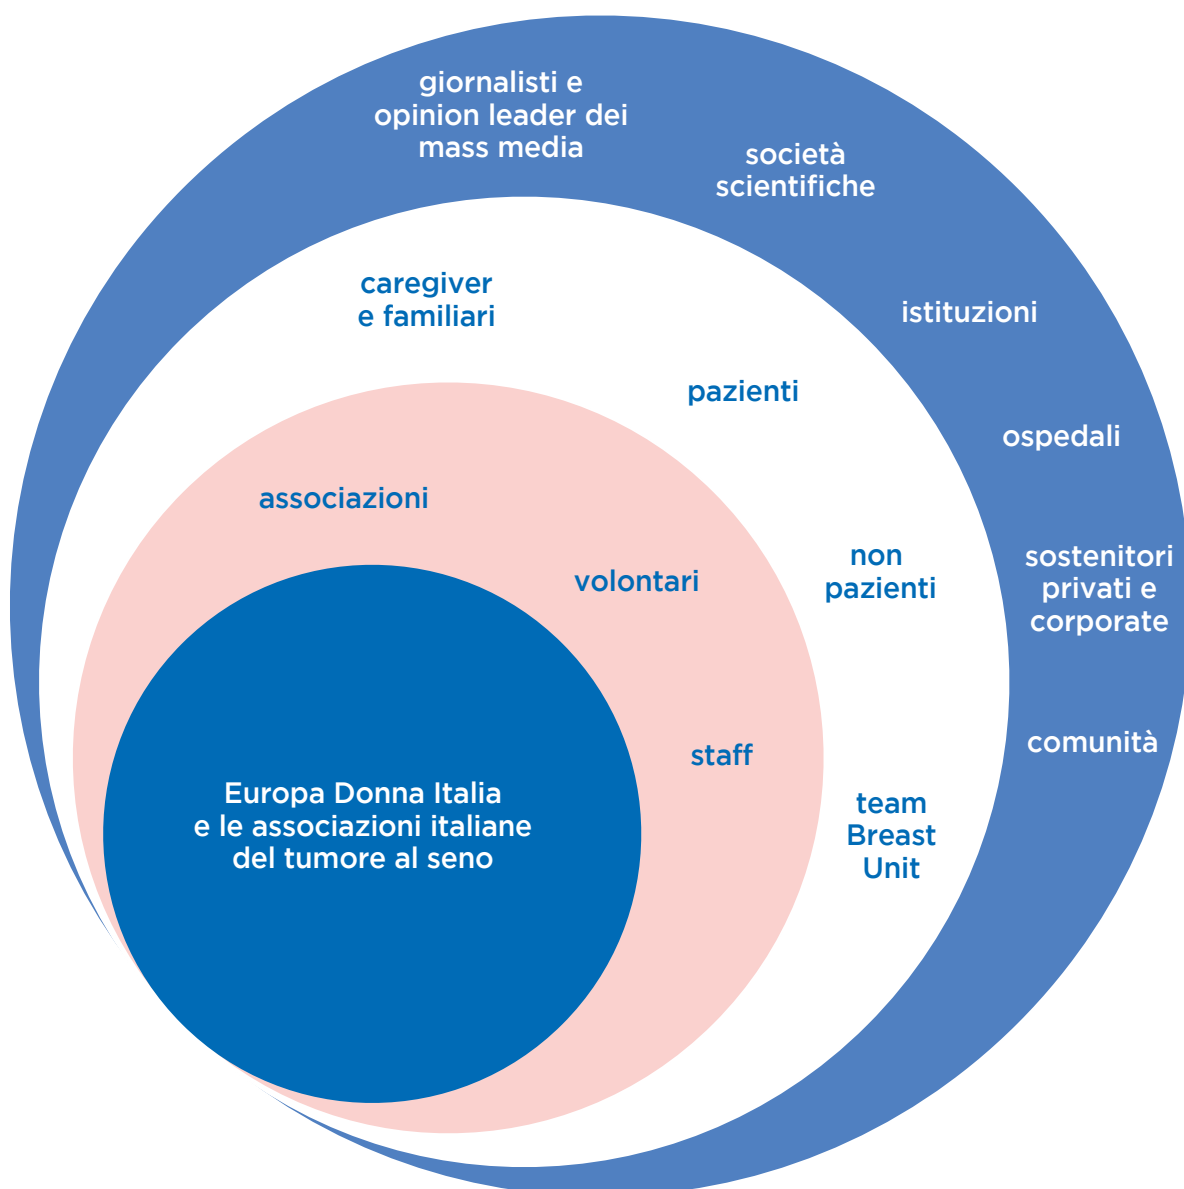 giornalisti e
opinion leader dei
mass media
società
scientifiche
caregiver
e familiari
istituzioni
pazienti
ospedali
associazioni
non
pazienti
sostenitori
privati e
corporate
volontari
staff
comunità
Europa Donna Italia
e le associazioni italiane
del tumore al seno
team
Breast
Unit